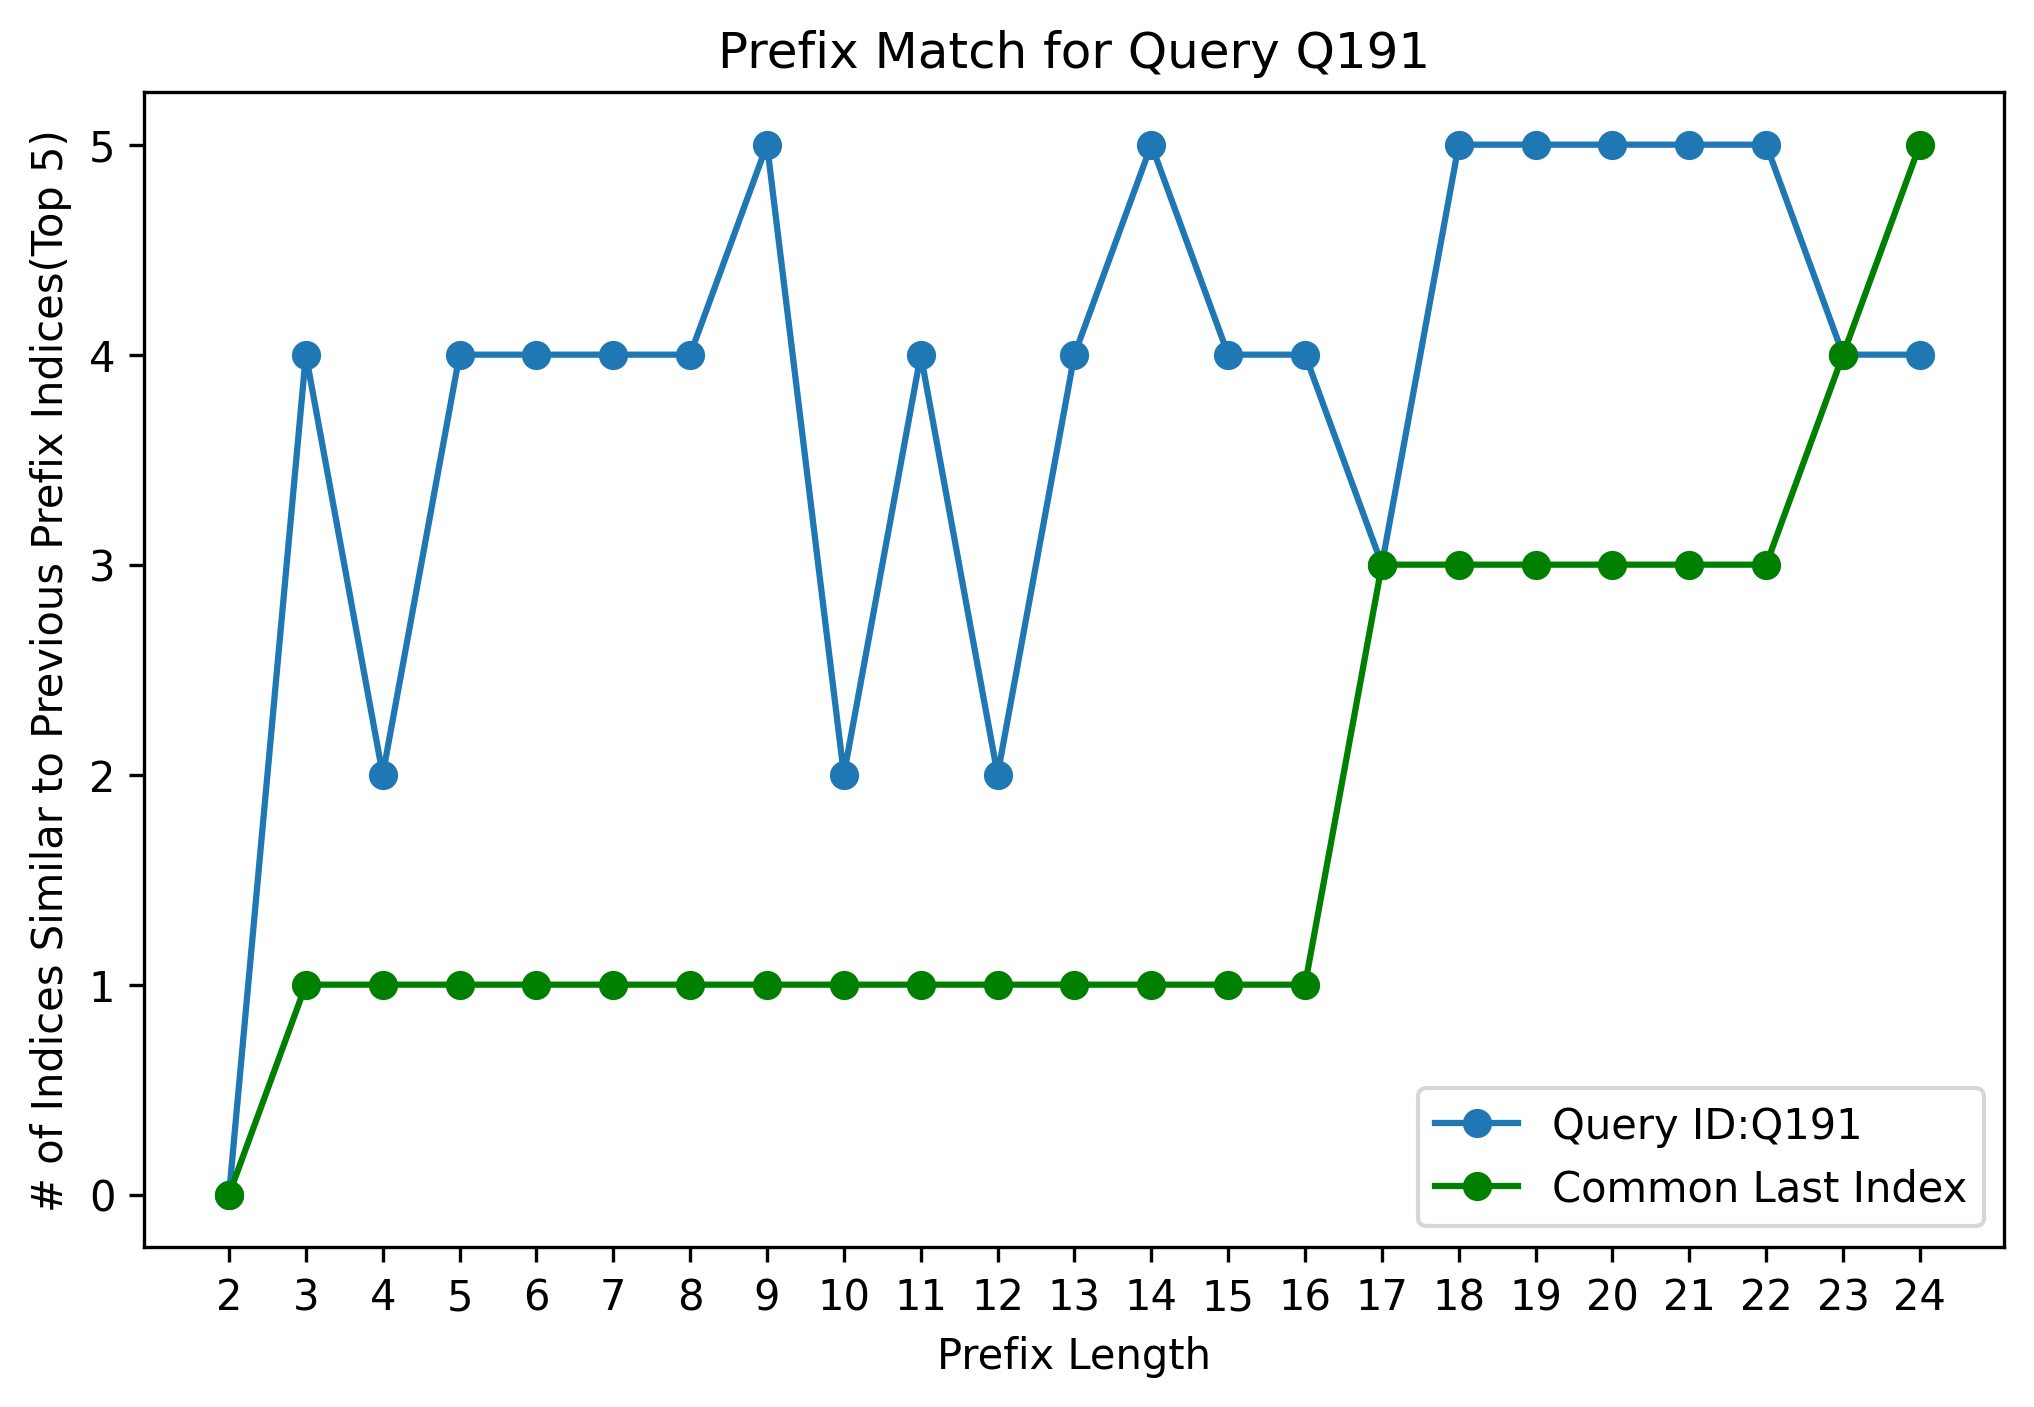 Prefix Match for Query Q191
# of Indices Similar to Previous Prefix Indices(Top 5)
5
4
3
2
1
0
Query ID:Q191
Common Last Index
2 3 4 5 6 7 8 9 10 11 12 13 14 15 16 17 18 19 20 21 22 23 24
Prefix Length